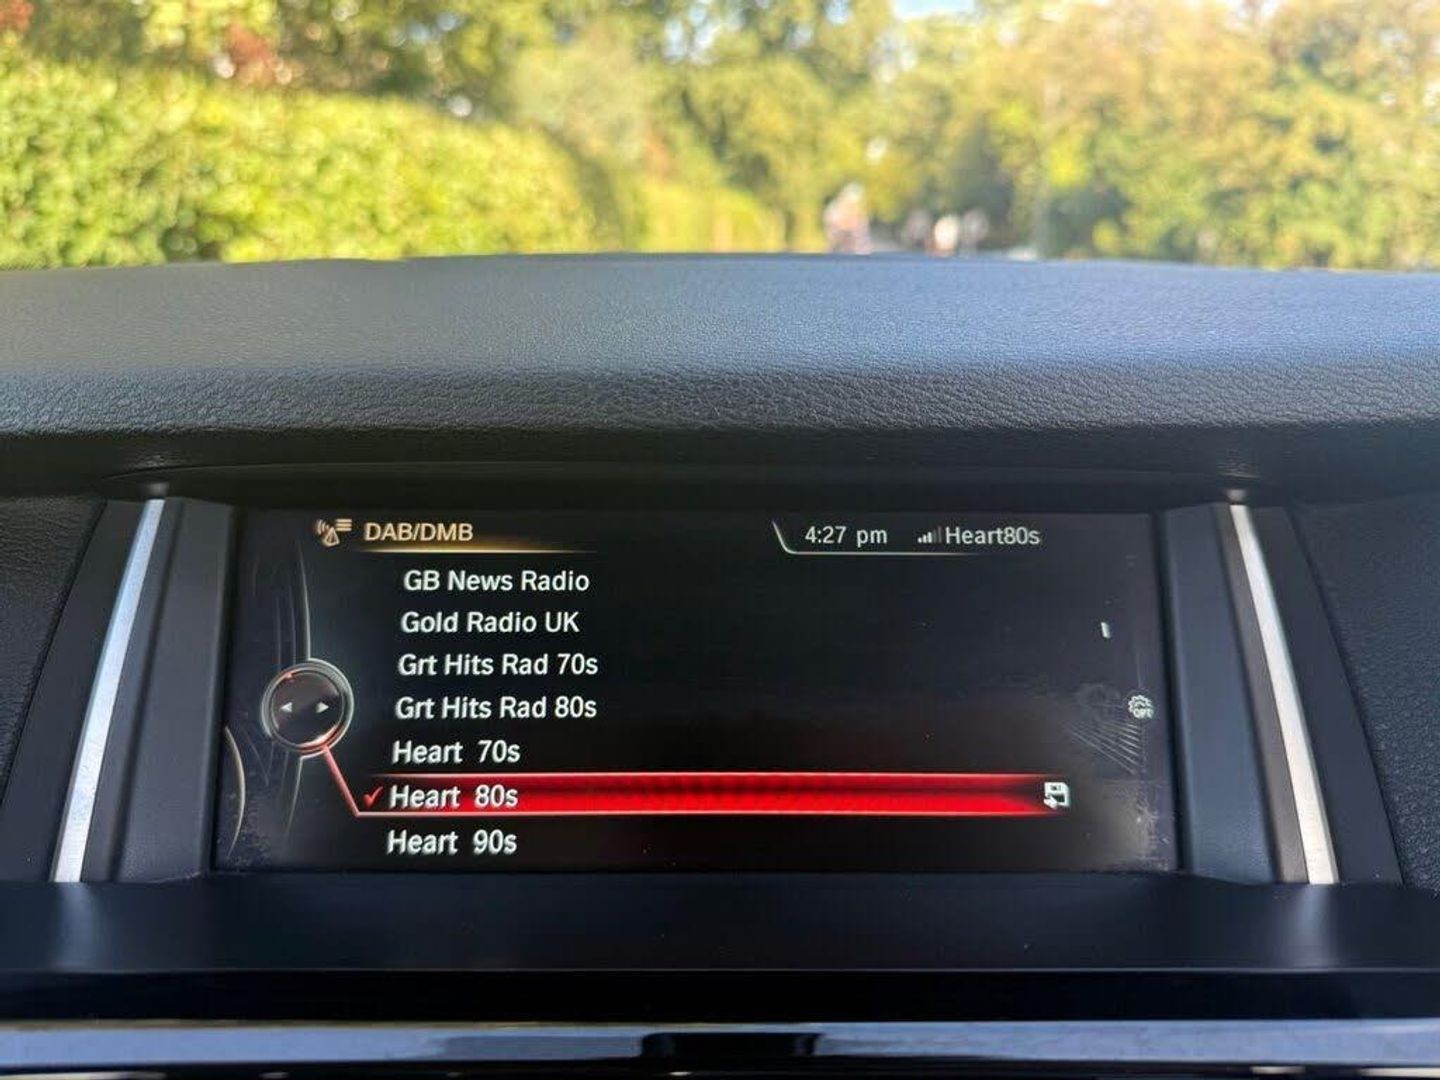 DAB/DMB
4:27 pm Heart80s
GB News Radio
Gold Radio UK
Grt Hits Rad 70s
Grt Hits Rad 80s
Heart 70s
Heart 80s
Heart 90s
OPT